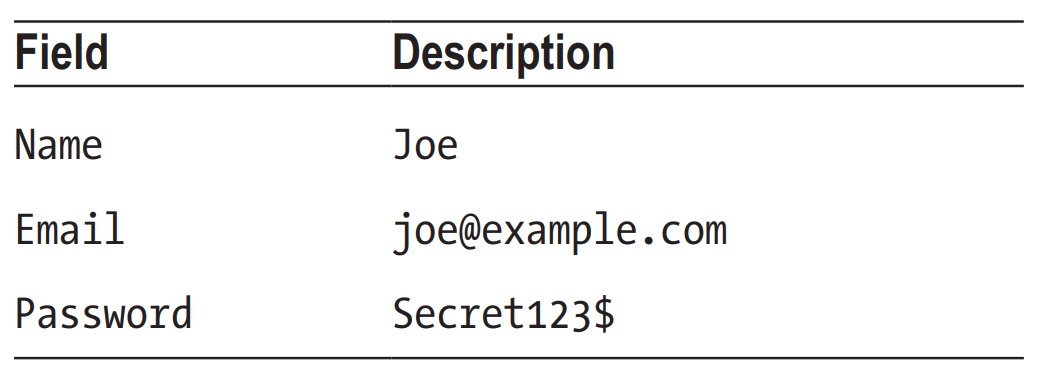 Field Description
Name Joe
Email joe@example.com
Password Secret123$